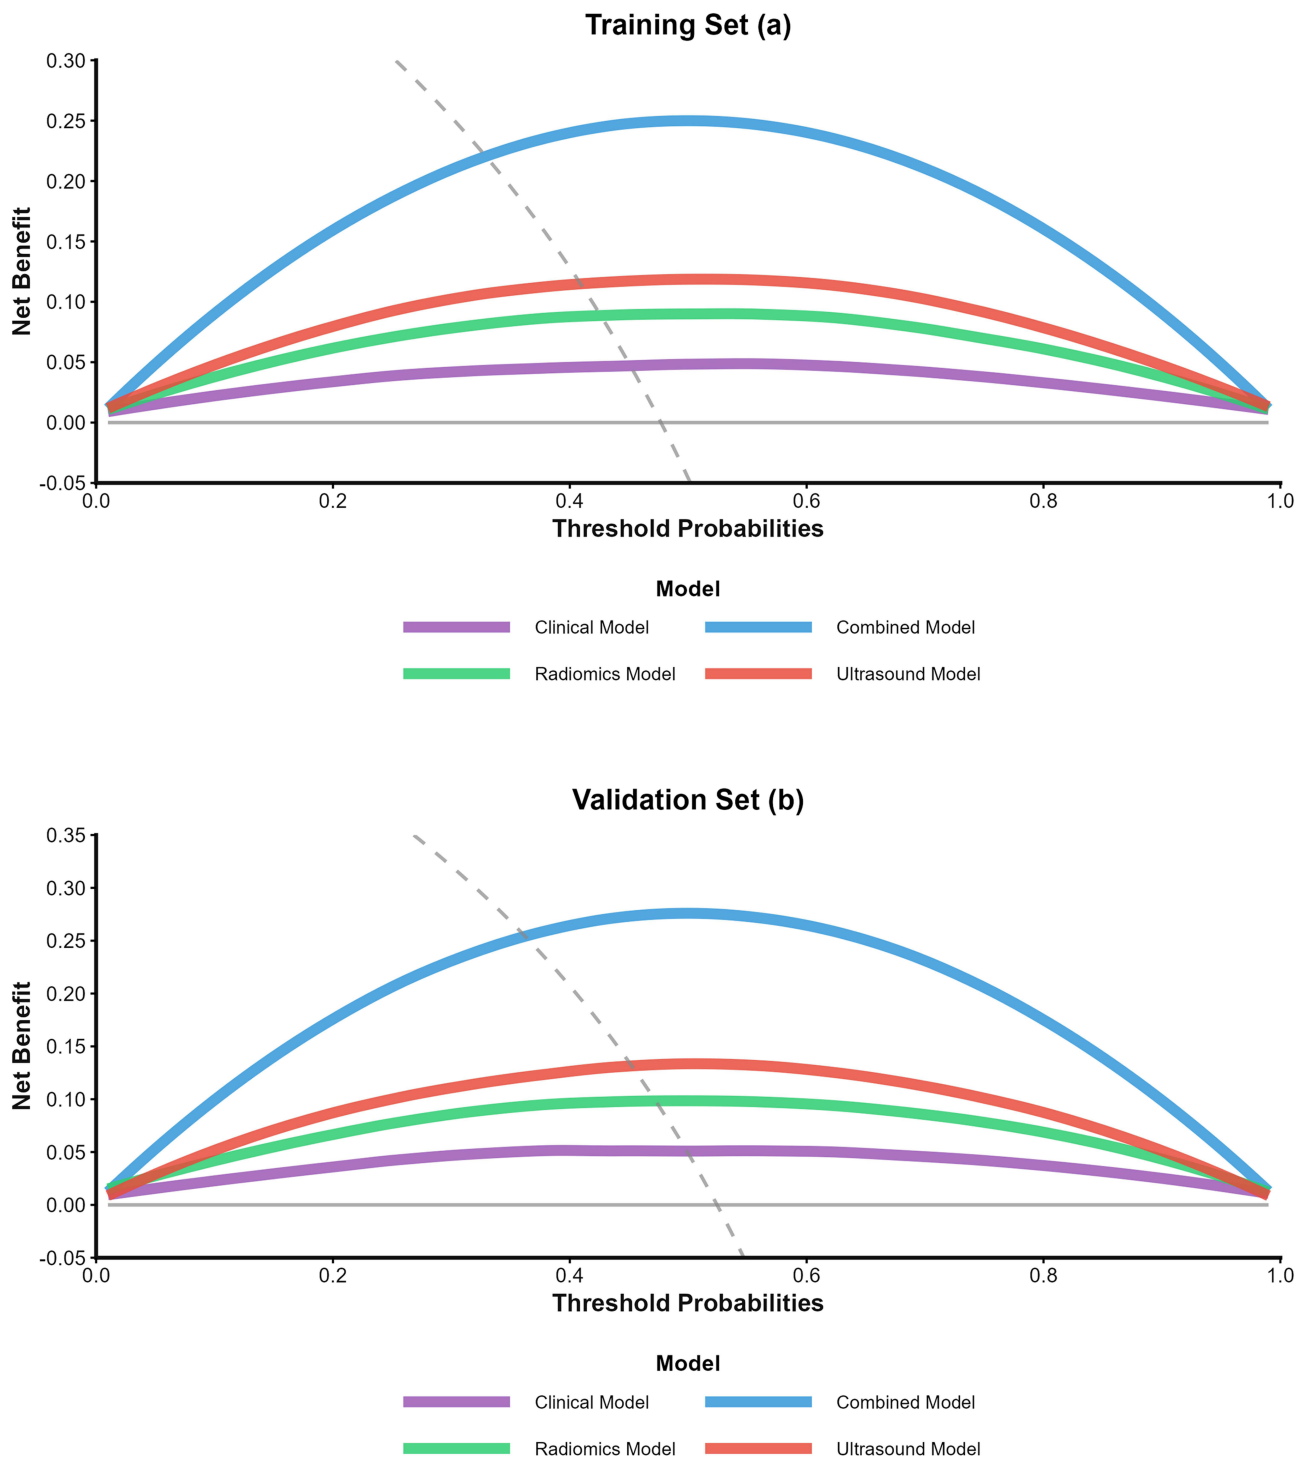 Training Set (a)
0.30
0.25
0.20
0.15
0.10
0.05
0.00
-0.05
Net Benefit
0.0 0.2 0.4 0.6 0.8 1.0
Threshold Probabilities
Model
Clinical Model Combined Model
Radiomics Model Ultrasound Model
Validation Set (b)
0.35
0.30
0.25
0.20
0.15
0.10
0.05
0.00
-0.05
Net Benefit
0.0 0.2 0.4 0.6 0.8 1.0
Threshold Probabilities
Model
Clinical Model Combined Model
Radiomics Model Ultrasound Model